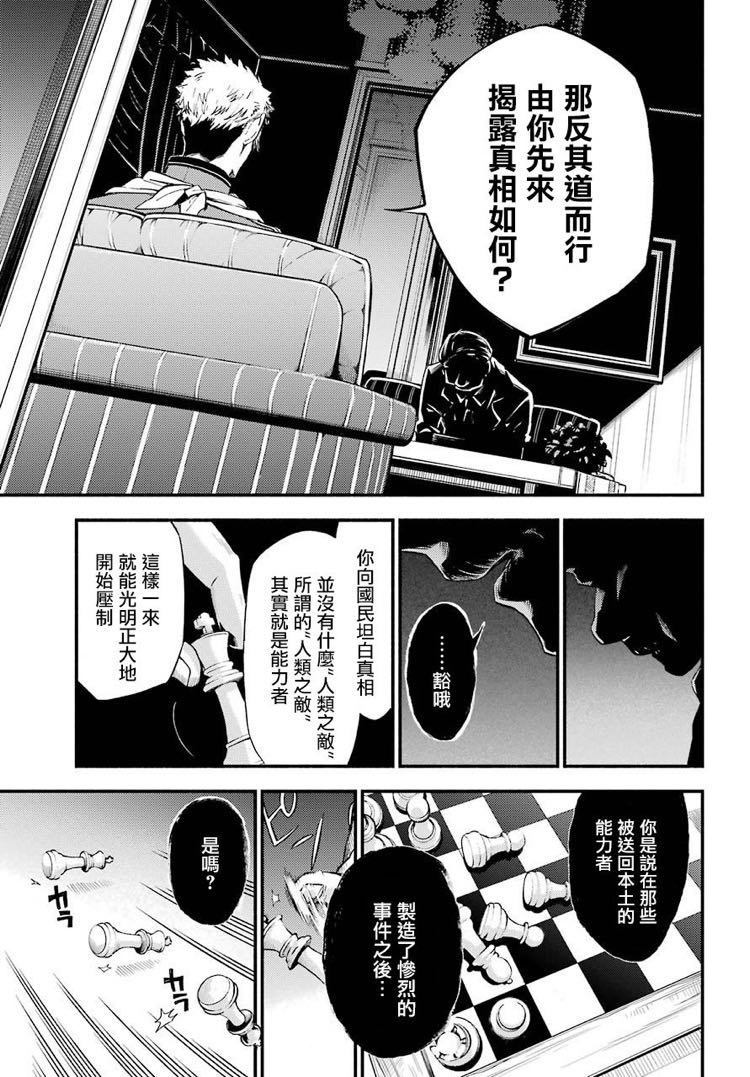 那反其道而行
由你先來
揭露真相如何？
……豁哦
你向國民坦白真相
並沒有什麼"人類之敵"
所謂的"人類之敵"
其實就是能力者
這樣一來
就能光明正大地
開始壓制
你是說在那些
被送回本土的
能力者
製造了慘烈的
事件之後…
是嗎？
カラ
カラ